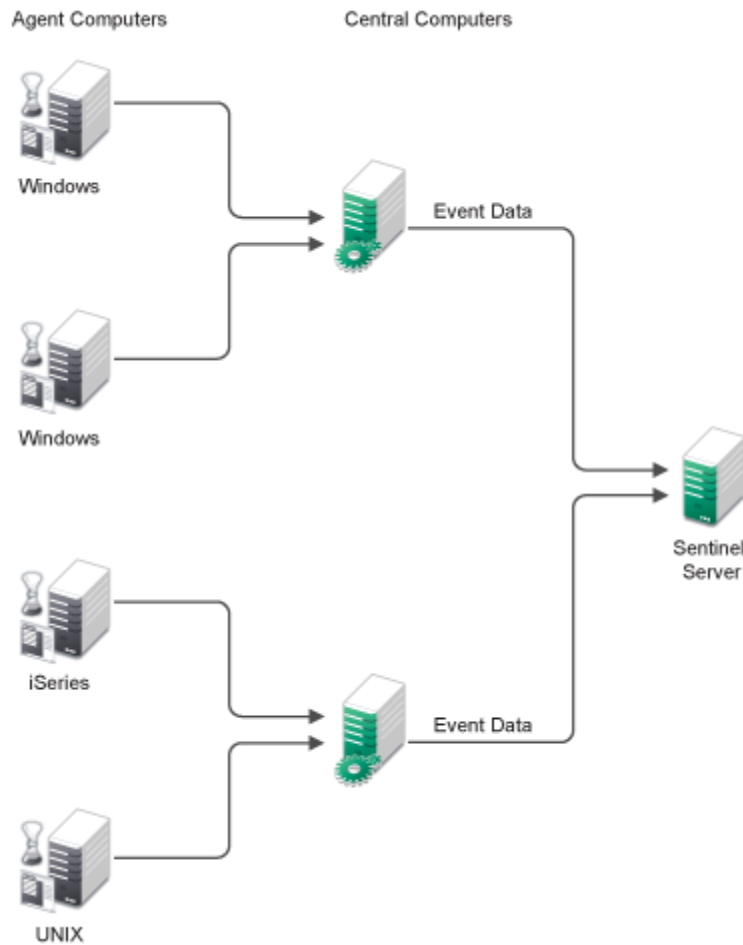 Agent Computers
Central Computers
Windows
Event Data
Windows
Sentinel
Server
iSeries
Event Data
UNIX